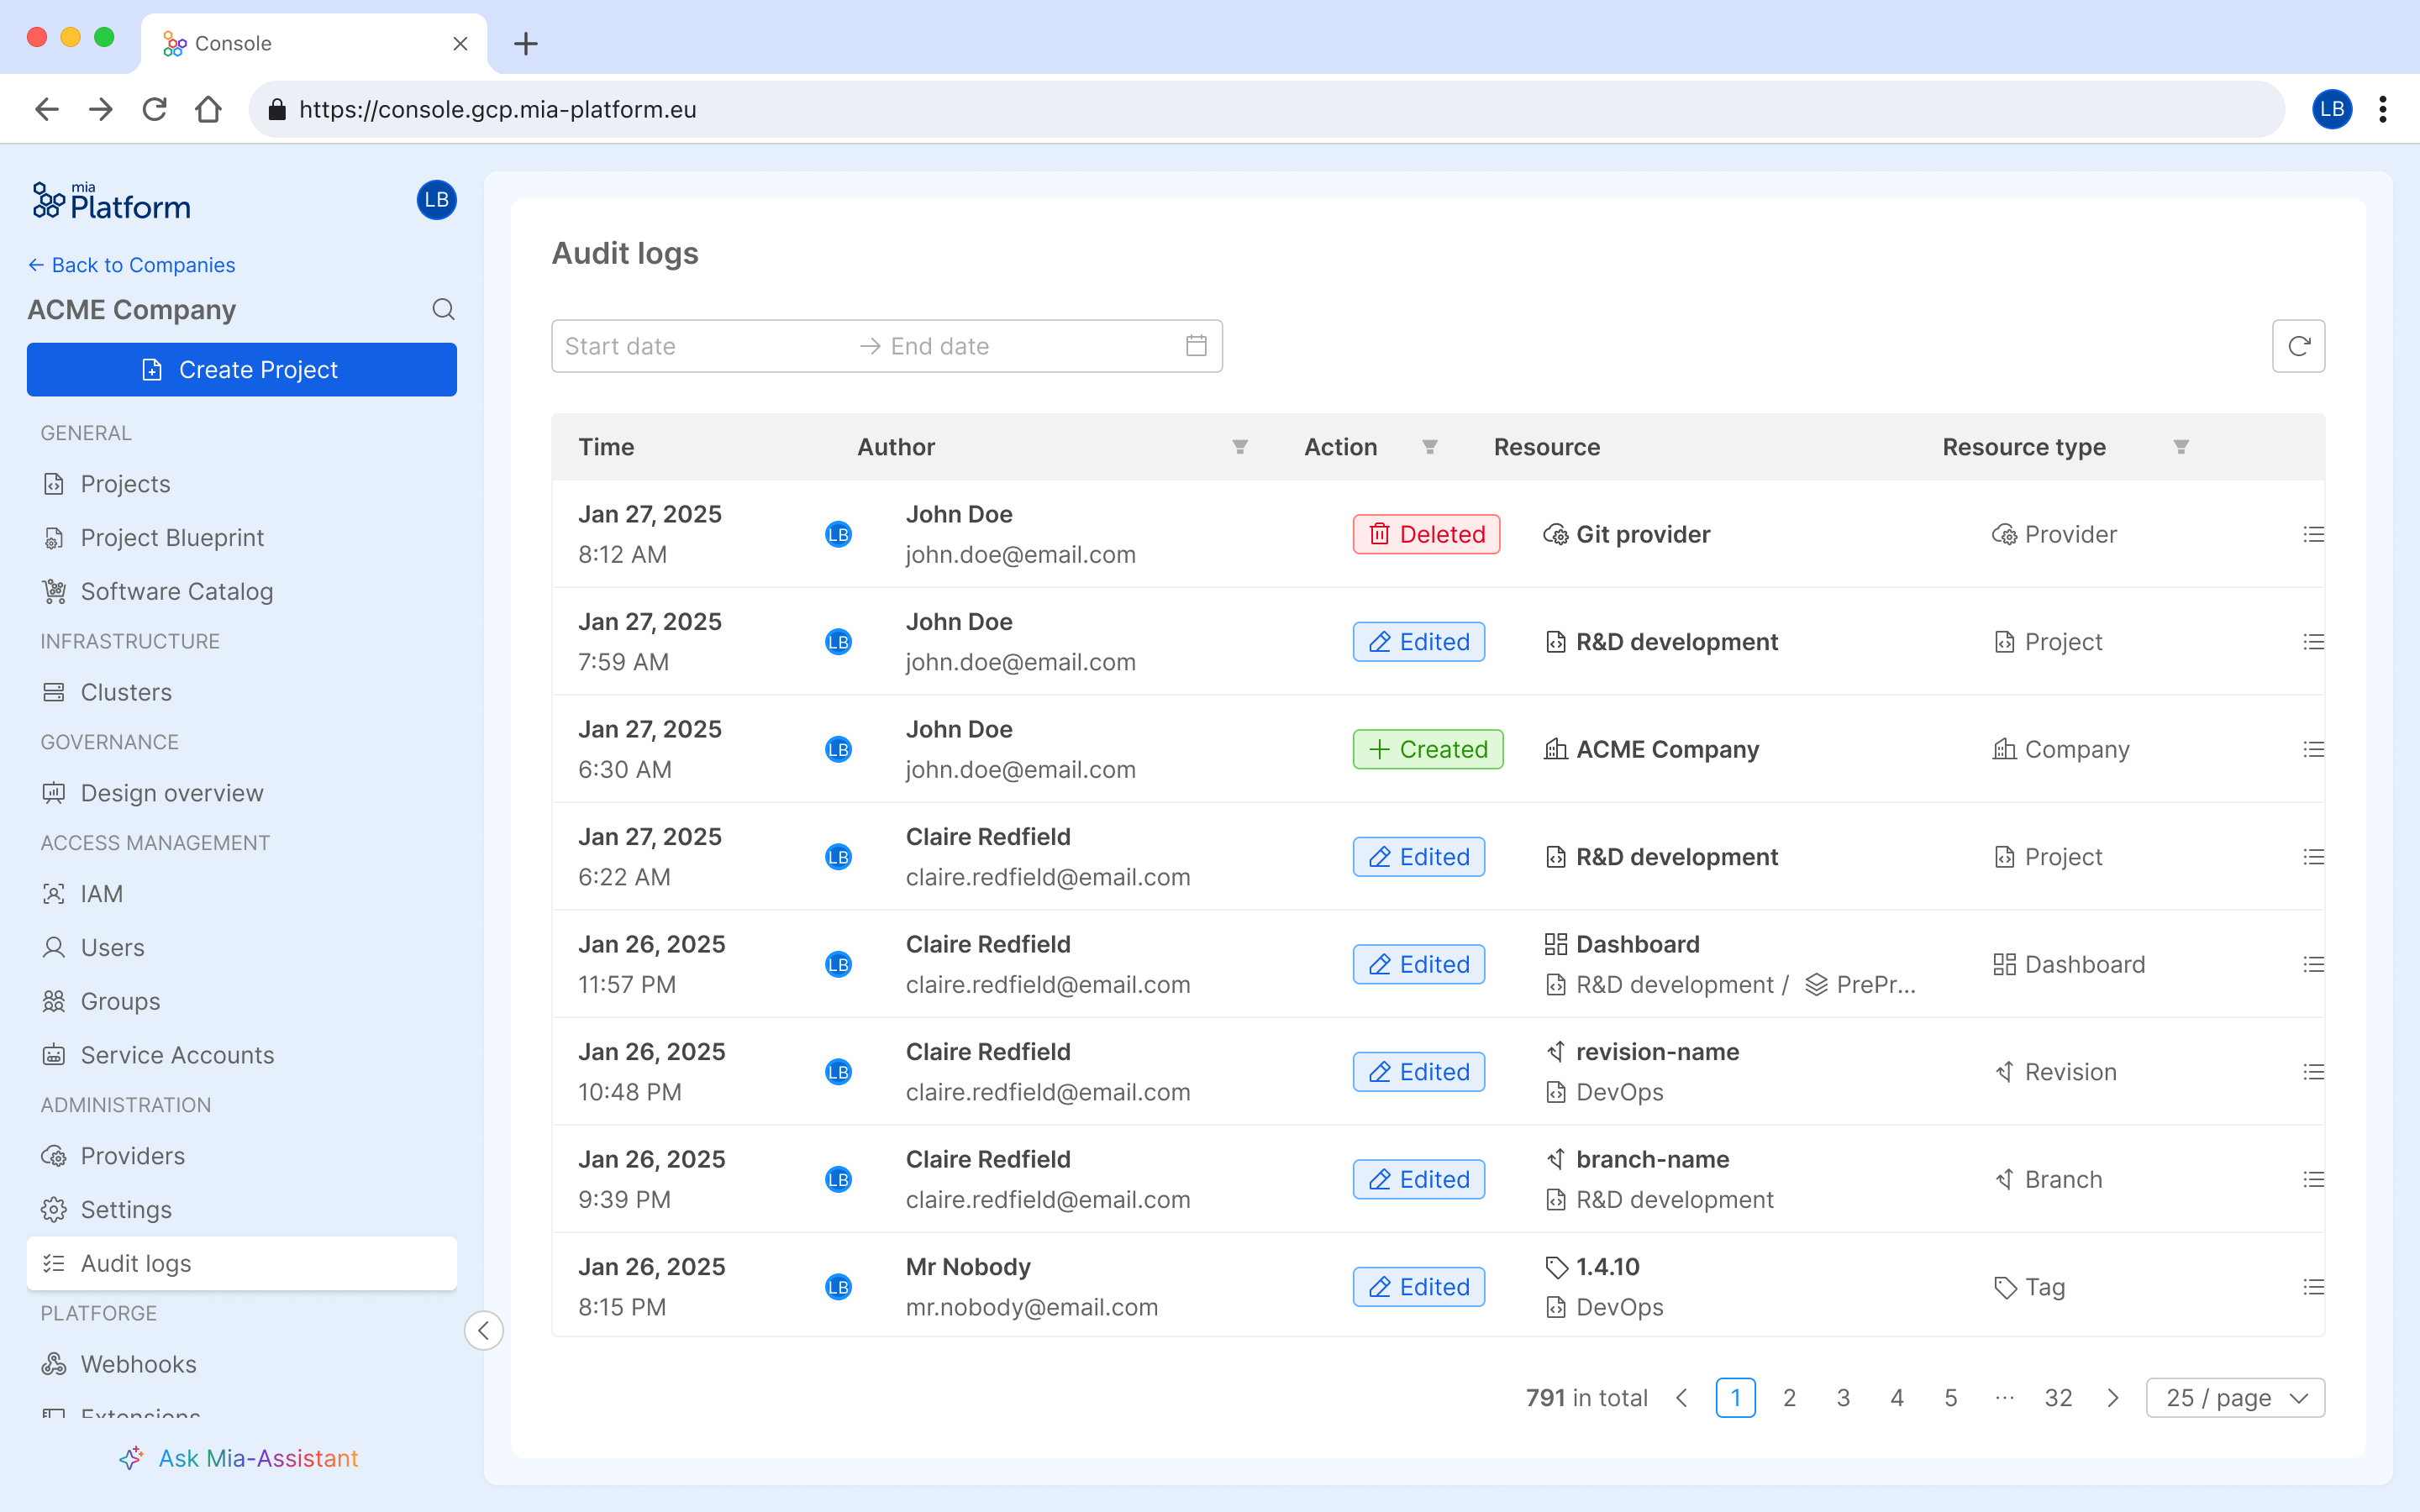 Console
https://console.gcp.mia-platform.eu
LB
mia
Platform
LB
Back to Companies
ACME Company
Create Project
GENERAL
Projects
Project Blueprint
Software Catalog
INFRASTRUCTURE
Clusters
GOVERNANCE
Design overview
ACCESS MANAGEMENT
IAM
Users
Groups
Service Accounts
ADMINISTRATION
Providers
Settings
Audit logs
PLATFORGE
Webhooks
Extensions
Ask Mia-Assistant
Audit logs
Start date End date
Time Author Action Resource Resource type
Jan 27, 2025
8:12 AM
LB
John Doe
john.doe@email.com
Deleted
Git provider
Provider
Jan 27, 2025
7:59 AM
LB
John Doe
john.doe@email.com
Edited
R&D development
Project
Jan 27, 2025
6:30 AM
LB
John Doe
john.doe@email.com
Created
ACME Company
Company
Jan 27, 2025
6:22 AM
LB
Claire Redfield
claire.redfield@email.com
Edited
R&D development
Project
Jan 26, 2025
11:57 PM
LB
Claire Redfield
claire.redfield@email.com
Edited
Dashboard
R&D development / PrePr...
Dashboard
Jan 26, 2025
10:48 PM
LB
Claire Redfield
claire.redfield@email.com
Edited
revision-name
DevOps
Revision
Jan 26, 2025
9:39 PM
LB
Claire Redfield
claire.redfield@email.com
Edited
branch-name
R&D development
Branch
Jan 26, 2025
8:15 PM
LB
Mr Nobody
mr.nobody@email.com
Edited
1.4.10
DevOps
Tag
791 in total 1 2 3 4 5 ··· 32 25 / page